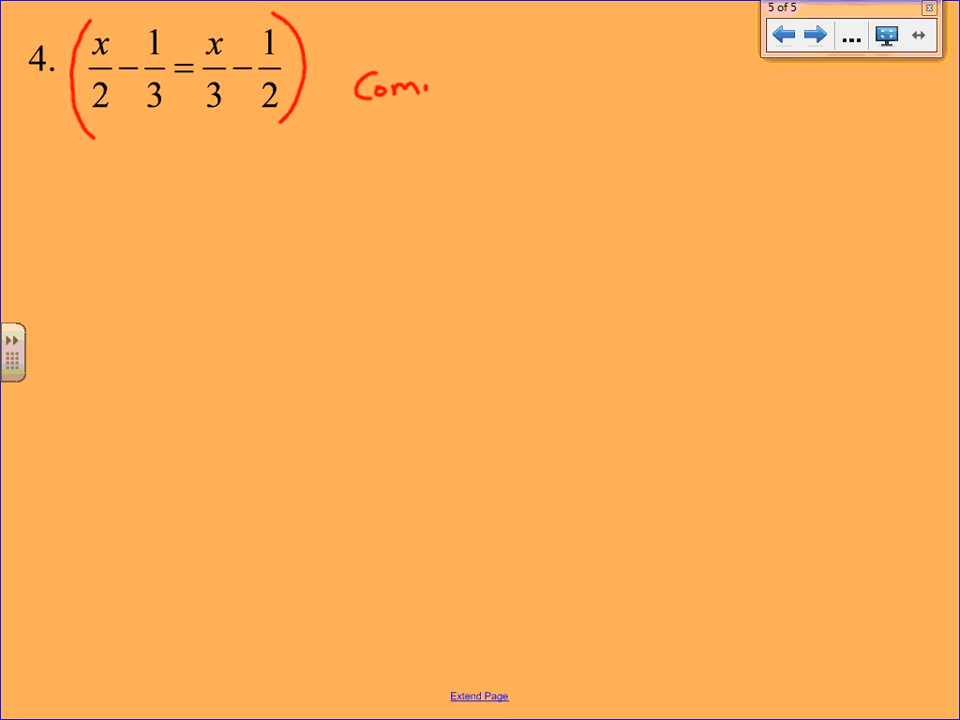 5 of 5
4. (x/2 − 1/3 = x/3 − 1/2) Com.
...
Extend Page